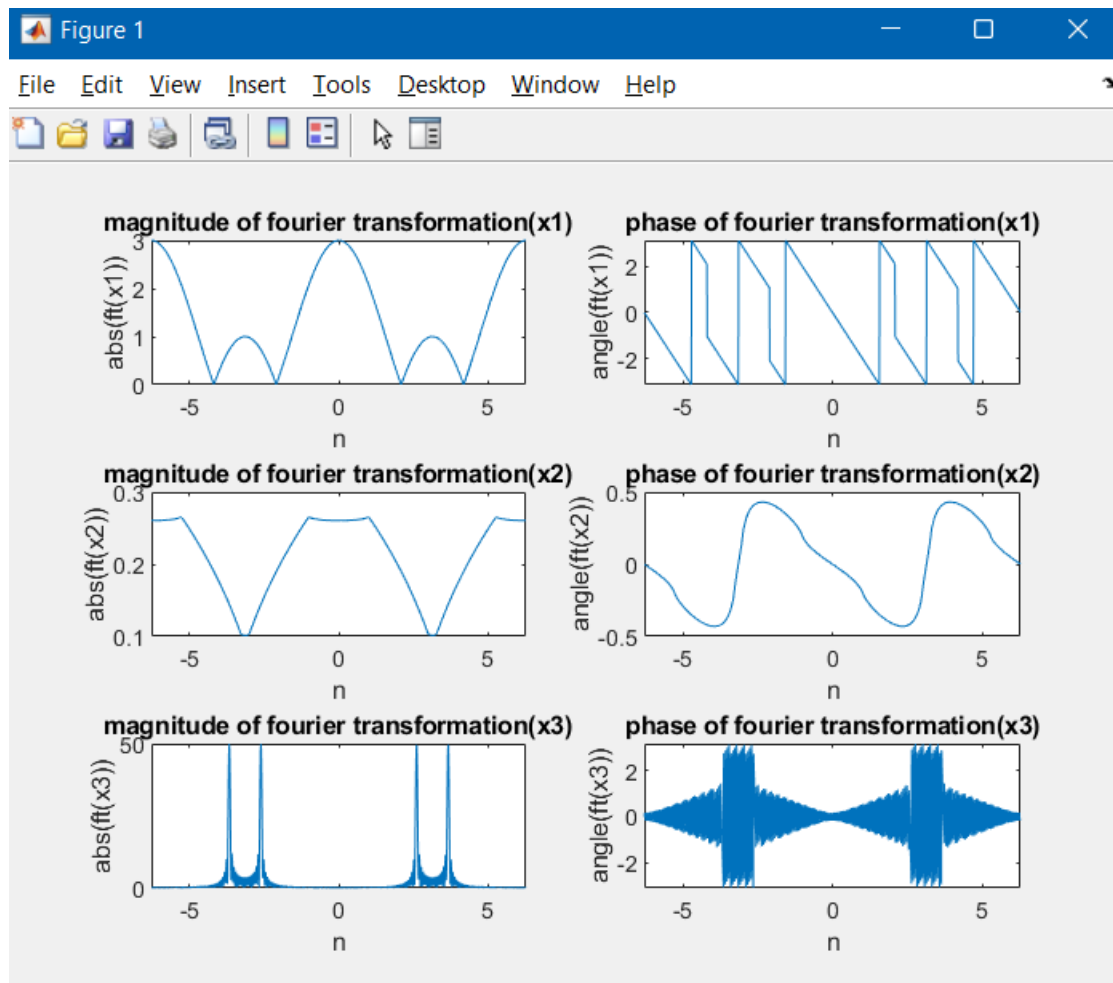 Figure 1
File Edit View Insert Tools Desktop Window Help
magnitude of fourier transformation(x1)
abs(ft(x1))
3
2
1
0
-5 0 5
n
phase of fourier transformation(x1)
angle(ft(x1))
2
0
-2
-5 0 5
n
magnitude of fourier transformation(x2)
abs(ft(x2))
0.3
0.2
0.1
-5 0 5
n
phase of fourier transformation(x2)
angle(ft(x2))
0.5
0
-0.5
-5 0 5
n
magnitude of fourier transformation(x3)
abs(ft(x3))
50
0
-5 0 5
n
phase of fourier transformation(x3)
angle(ft(x3))
2
0
-2
-5 0 5
n